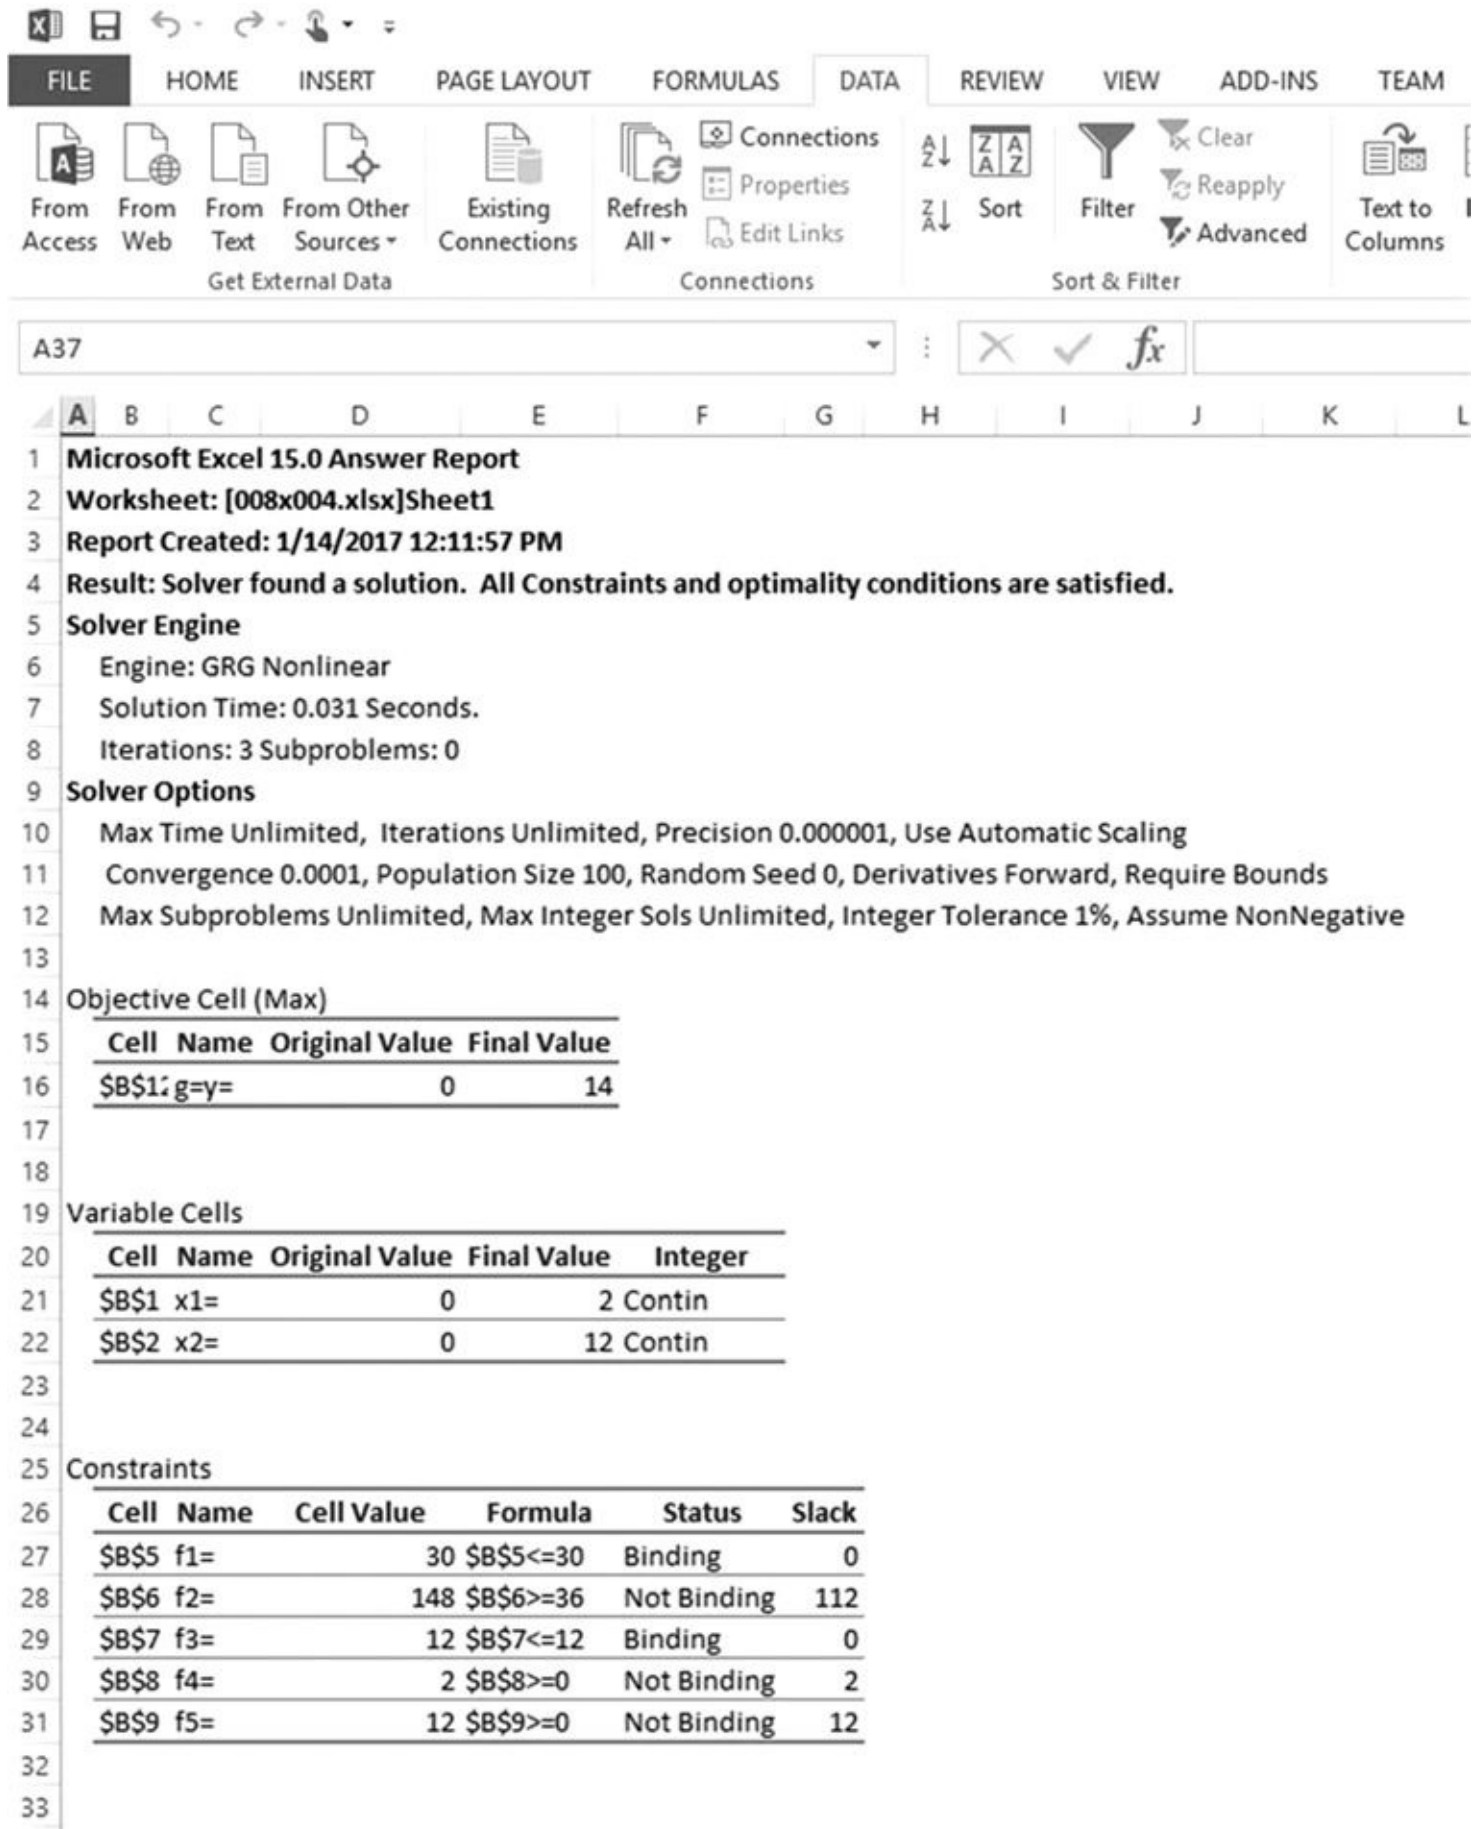 FILE HOME INSERT PAGE LAYOUT FORMULAS DATA REVIEW VIEW ADD-INS TEAM
From Access From Web From Text From Other Sources Existing Connections Refresh All Connections Properties Edit Links Sort Filter Clear Reapply Advanced Text to Columns
Get External Data Connections Sort & Filter
A37 fx
A B C D E F G H I J K L
1 Microsoft Excel 15.0 Answer Report
2 Worksheet: [008x004.xlsx]Sheet1
3 Report Created: 1/14/2017 12:11:57 PM
4 Result: Solver found a solution.  All Constraints and optimality conditions are satisfied.
5 Solver Engine
6 Engine: GRG Nonlinear
7 Solution Time: 0.031 Seconds.
8 Iterations: 3 Subproblems: 0
9 Solver Options
10 Max Time Unlimited,  Iterations Unlimited, Precision 0.000001, Use Automatic Scaling
11 Convergence 0.0001, Population Size 100, Random Seed 0, Derivatives Forward, Require Bounds
12 Max Subproblems Unlimited, Max Integer Sols Unlimited, Integer Tolerance 1%, Assume NonNegative
13
14 Objective Cell (Max)
15 Cell Name Original Value Final Value
16 $B$12 g=y= 0 14
17
18
19 Variable Cells
20 Cell Name Original Value Final Value Integer
21 $B$1 x1= 0 2 Contin
22 $B$2 x2= 0 12 Contin
23
24
25 Constraints
26 Cell Name Cell Value Formula Status Slack
27 $B$5 f1= 30 $B$5<=30 Binding 0
28 $B$6 f2= 148 $B$6>=36 Not Binding 112
29 $B$7 f3= 12 $B$7<=12 Binding 0
30 $B$8 f4= 2 $B$8>=0 Not Binding 2
31 $B$9 f5= 12 $B$9>=0 Not Binding 12
32
33